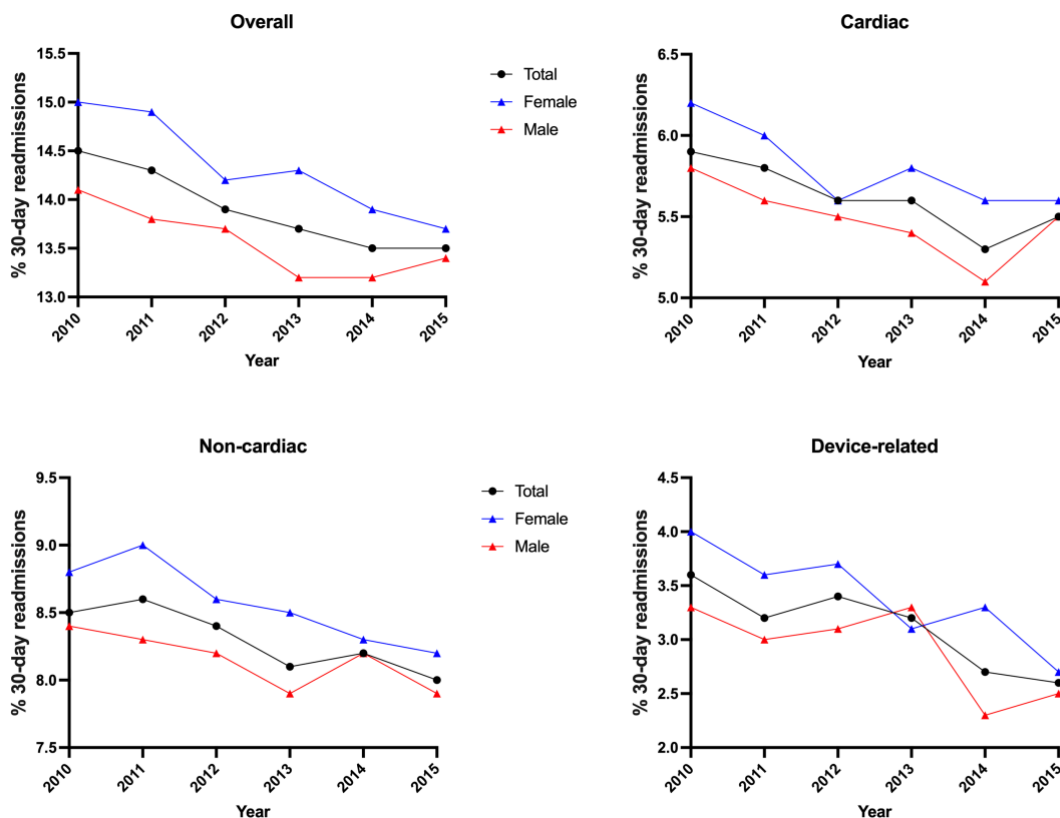 Overall
% 30-day readmissions
15.5
15.0
14.5
14.0
13.5
13.0
2010
2011
2012
2013
2014
2015
Year
Total
Female
Male
Cardiac
% 30-day readmissions
6.5
6.0
5.5
5.0
2010
2011
2012
2013
2014
2015
Year
Non-cardiac
% 30-day readmissions
9.5
9.0
8.5
8.0
7.5
2010
2011
2012
2013
2014
2015
Year
Total
Female
Male
Device-related
% 30-day readmissions
4.5
4.0
3.5
3.0
2.5
2.0
2010
2011
2012
2013
2014
2015
Year